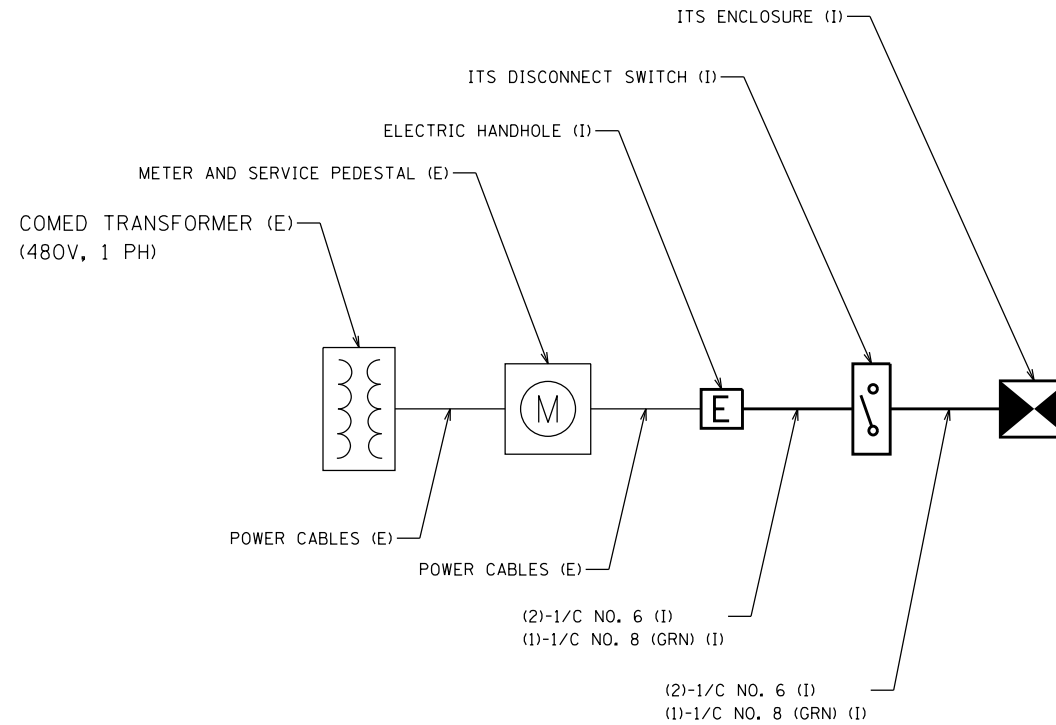 ITS ENCLOSURE (I)
ITS DISCONNECT SWITCH (I)
ELECTRIC HANDHOLE (I)
METER AND SERVICE PEDESTAL (E)
COMED TRANSFORMER (E)
(480V, 1 PH)
M
E
POWER CABLES (E)
POWER CABLES (E)
(2)-1/C NO. 6 (I)
(1)-1/C NO. 8 (GRN) (I)
(2)-1/C NO. 6 (I)
(1)-1/C NO. 8 (GRN) (I)